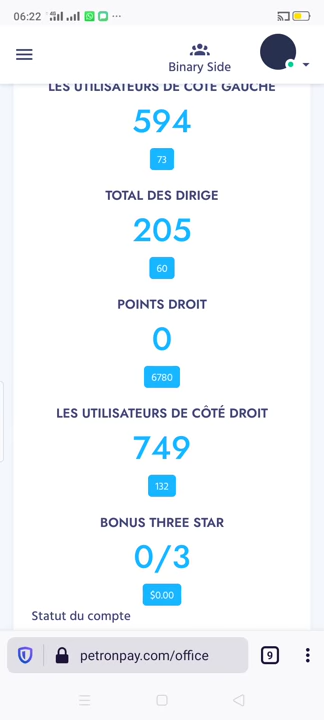 06:22
Binary Side
LES UTILISATEURS DE CÔTÉ GAUCHE
594
73
TOTAL DES DIRIGE
205
60
POINTS DROIT
0
6780
LES UTILISATEURS DE CÔTÉ DROIT
749
132
BONUS THREE STAR
0/3
$0.00
Statut du compte
petronpay.com/office
9